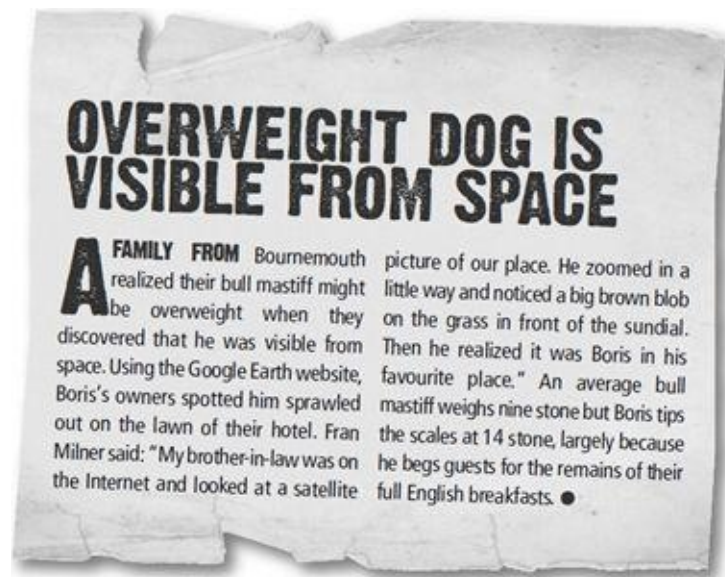 OVERWEIGHT DOG IS
VISIBLE FROM SPACE
A FAMILY FROM Bournemouth
realized their bull mastiff might
be overweight when they
discovered that he was visible from
space. Using the Google Earth website,
Boris's owners spotted him sprawled
out on the lawn of their hotel. Fran
Milner said: "My brother-in-law was on
the Internet and looked at a satellite
picture of our place. He zoomed in a
little way and noticed a big brown blob
on the grass in front of the sundial.
Then he realized it was Boris in his
favourite place." An average bull
mastiff weighs nine stone but Boris tips
the scales at 14 stone, largely because
he begs guests for the remains of their
full English breakfasts. ●